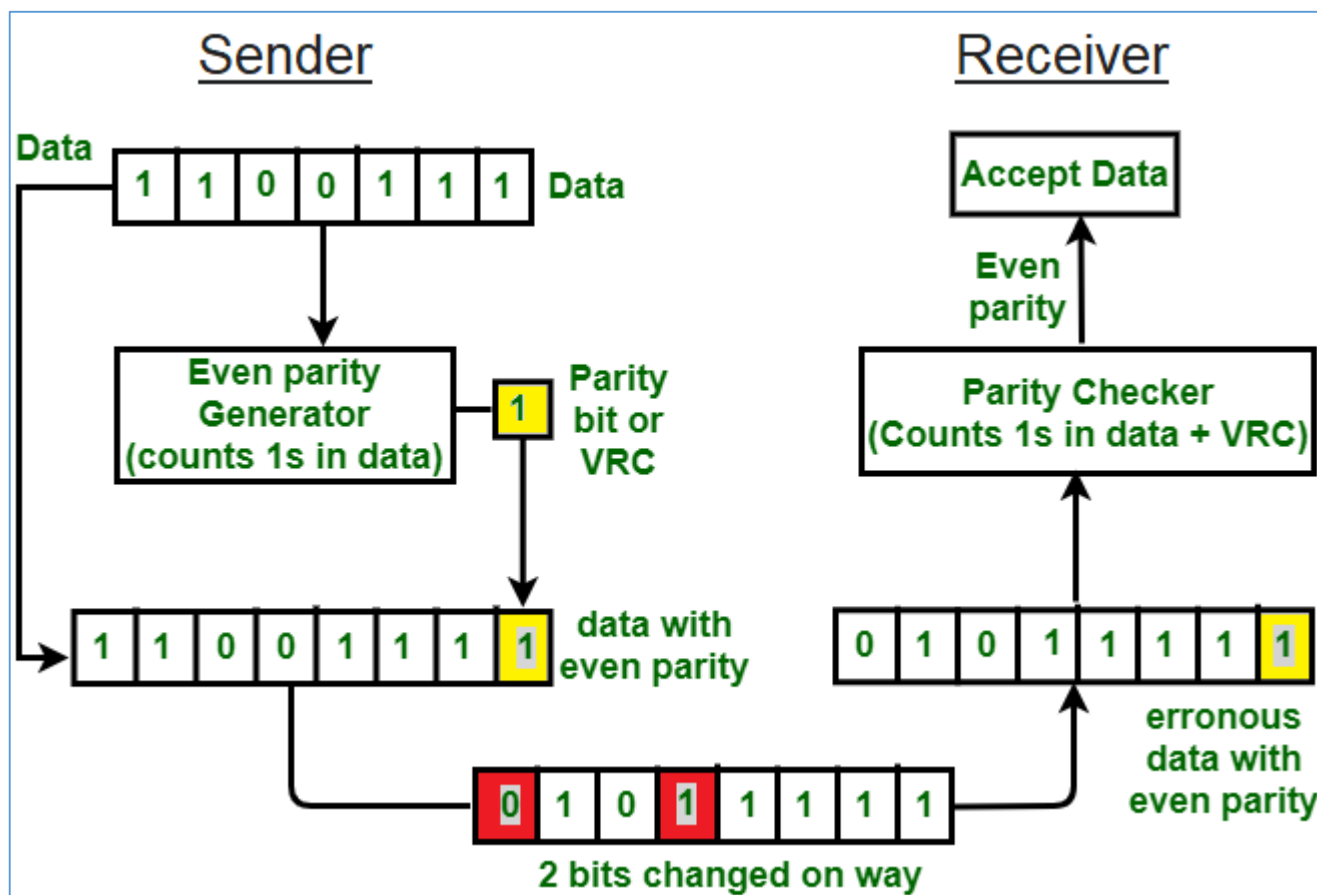 Sender
Receiver
Data
1 1 0 0 1 1 1
Data
Accept Data
Even
parity
Even parity
Generator
(counts 1s in data)
1
Parity
bit or
VRC
Parity Checker
(Counts 1s in data + VRC)
1 1 0 0 1 1 1 1
data with
even parity
0 1 0 1 1 1 1 1
erronous
data with
even parity
0 1 0 1 1 1 1 1
2 bits changed on way